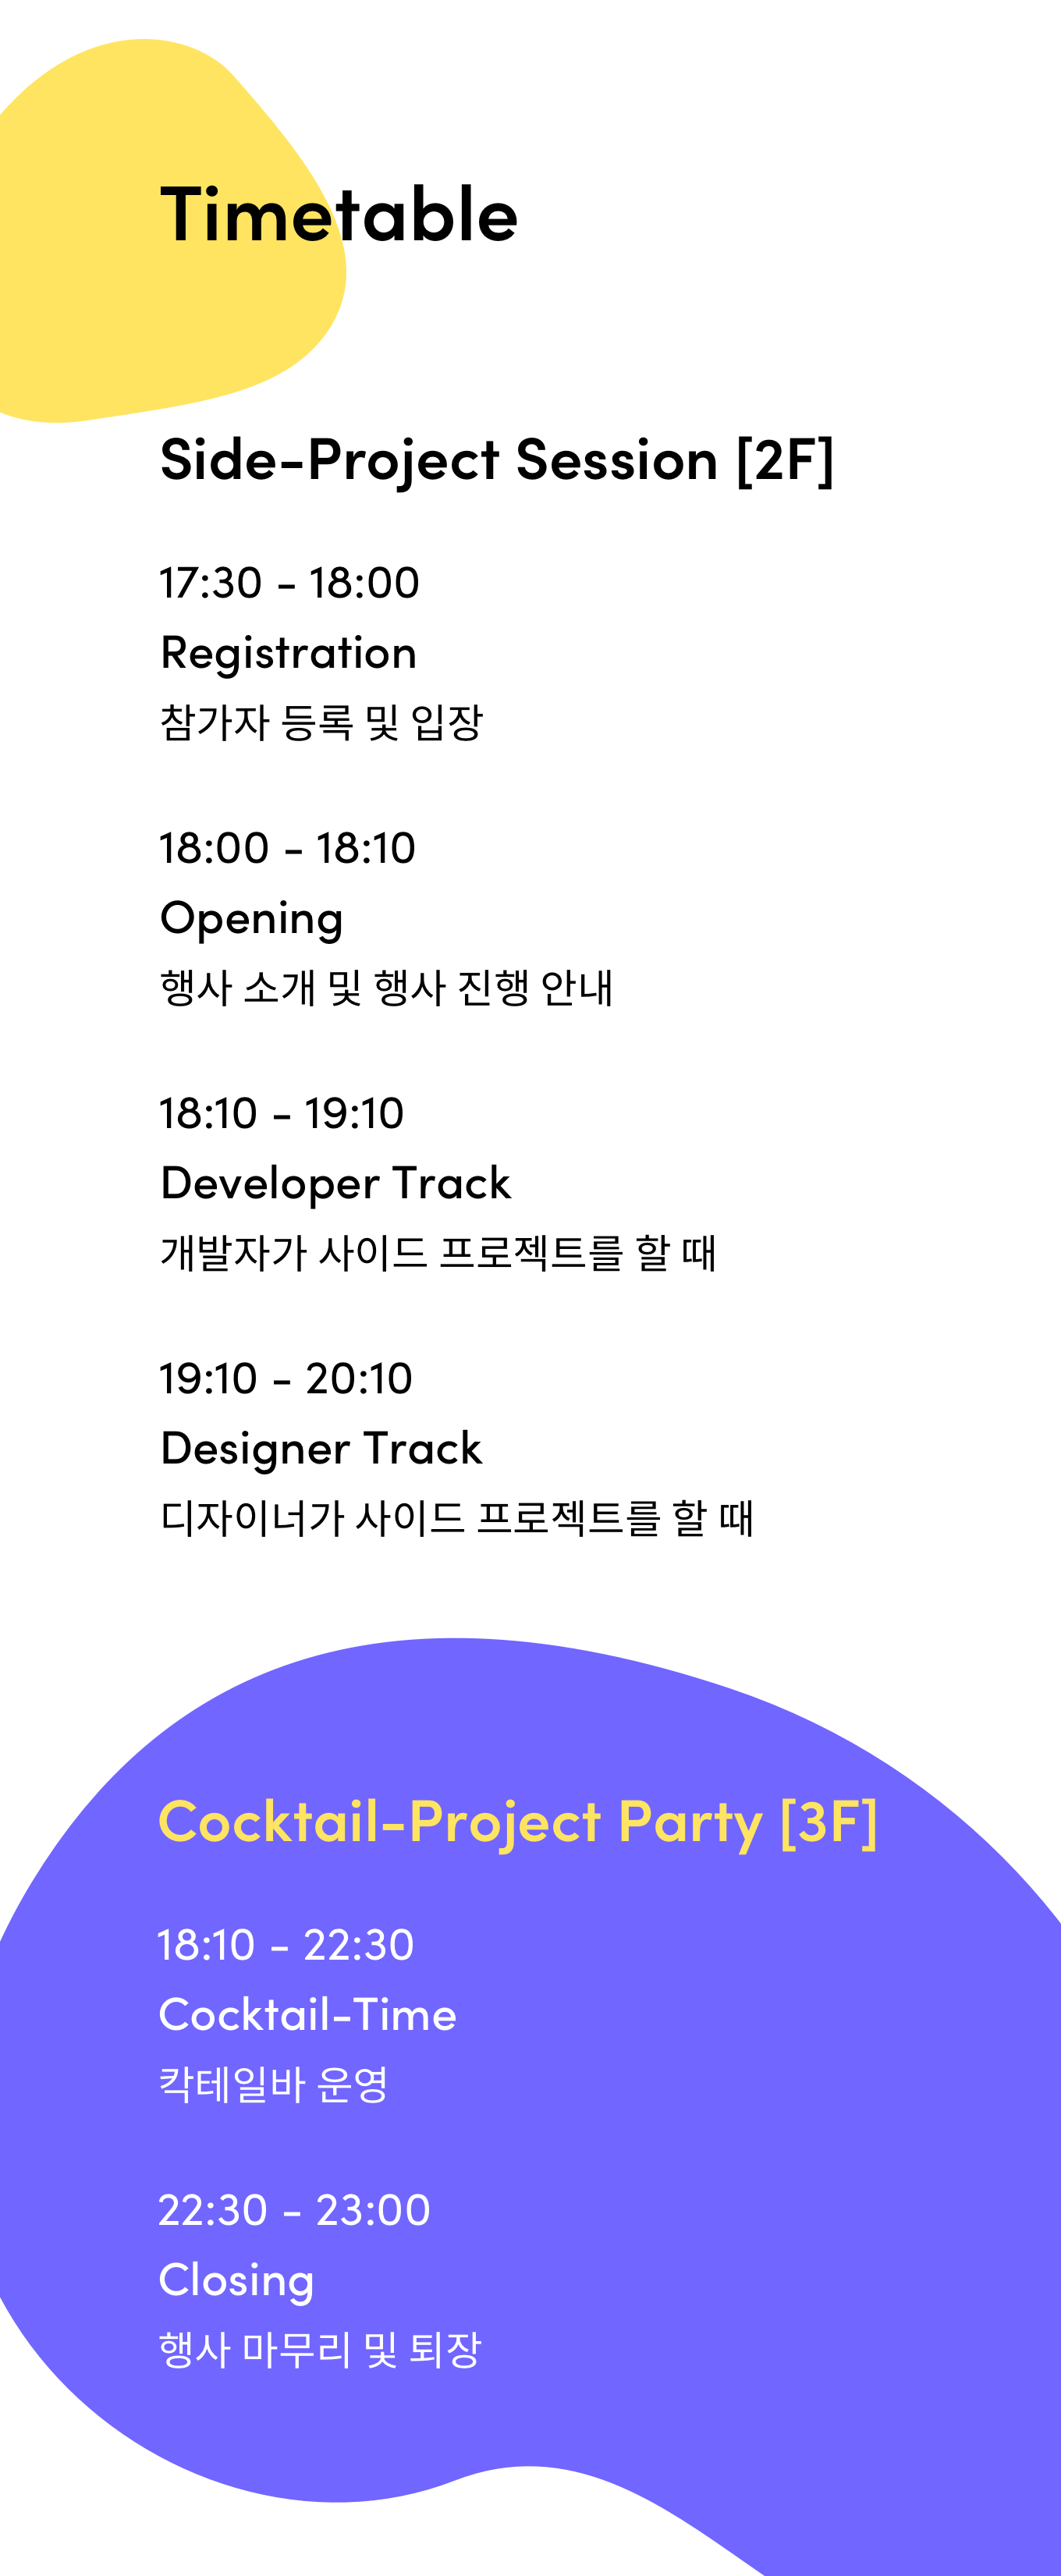 Timetable
Side-Project Session [2F]
17:30 - 18:00
Registration
참가자 등록 및 입장
18:00 - 18:10
Opening
행사 소개 및 행사 진행 안내
18:10 - 19:10
Developer Track
개발자가 사이드 프로젝트를 할 때
19:10 - 20:10
Designer Track
디자이너가 사이드 프로젝트를 할 때
Cocktail-Project Party [3F]
18:10 - 22:30
Cocktail-Time
칵테일바 운영
22:30 - 23:00
Closing
행사 마무리 및 퇴장